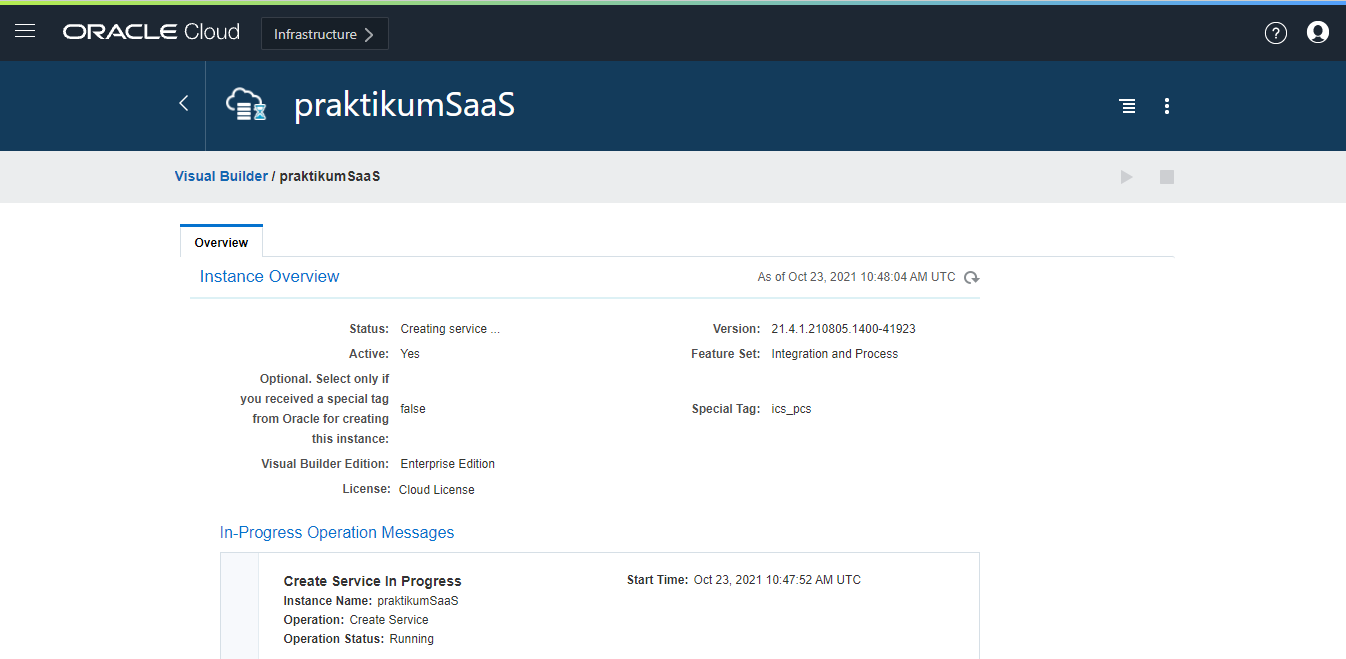 ORACLE Cloud Infrastructure
praktikumSaaS
Visual Builder / praktikumSaaS
Overview
Instance Overview As of Oct 23, 2021 10:48:04 AM UTC
Status: Creating service ... Version: 21.4.1.210805.1400-41923
Active: Yes Feature Set: Integration and Process
Optional. Select only if
you received a special tag
from Oracle for creating
this instance:
false Special Tag: ics_pcs
Visual Builder Edition: Enterprise Edition
License: Cloud License
In-Progress Operation Messages
Create Service In Progress Start Time: Oct 23, 2021 10:47:52 AM UTC
Instance Name: praktikumSaaS
Operation: Create Service
Operation Status: Running